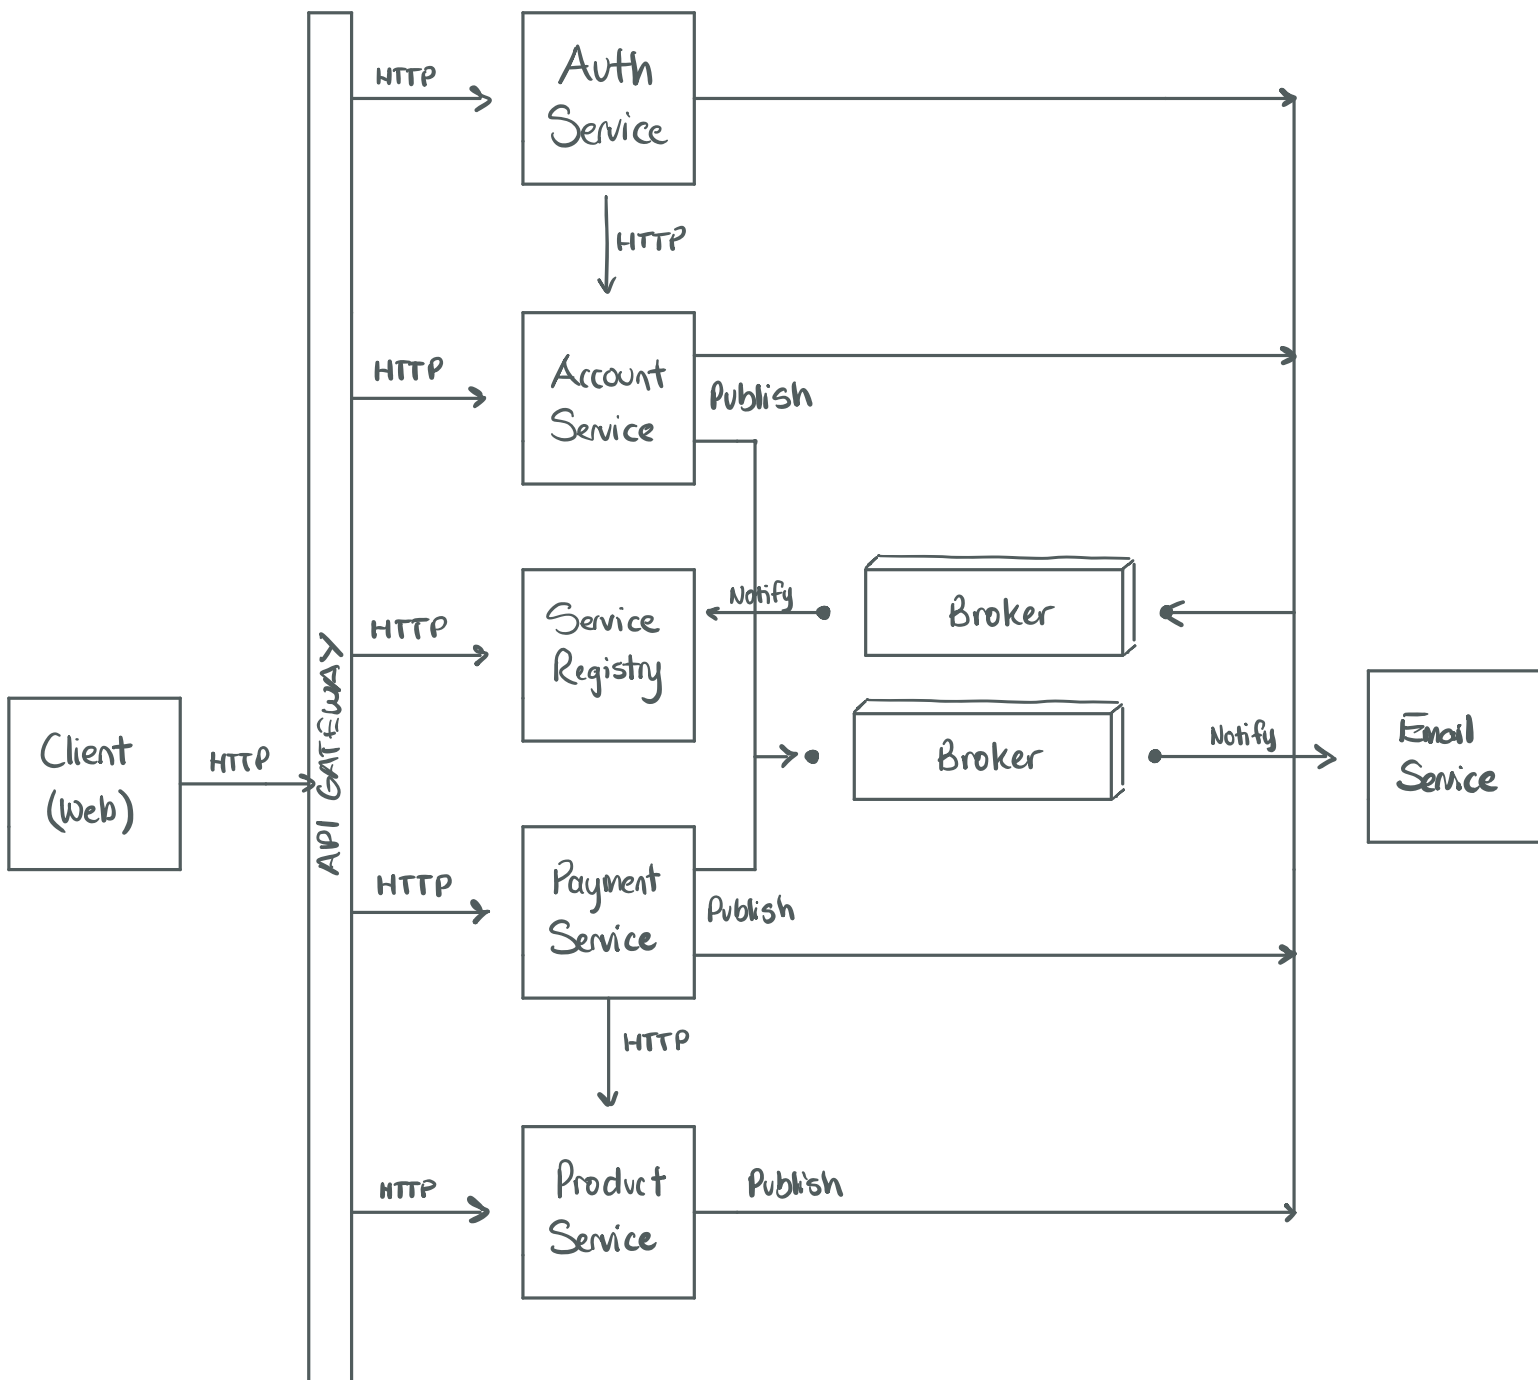 HTTP
Auth
Service
HTTP
HTTP
Account
Service
Publish
HTTP
Service
Registry
Notify
Broker
Client
(Web)
HTTP
API GATEWAY
Broker
Notify
Email
Service
HTTP
Payment
Service
Publish
HTTP
HTTP
Product
Service
Publish